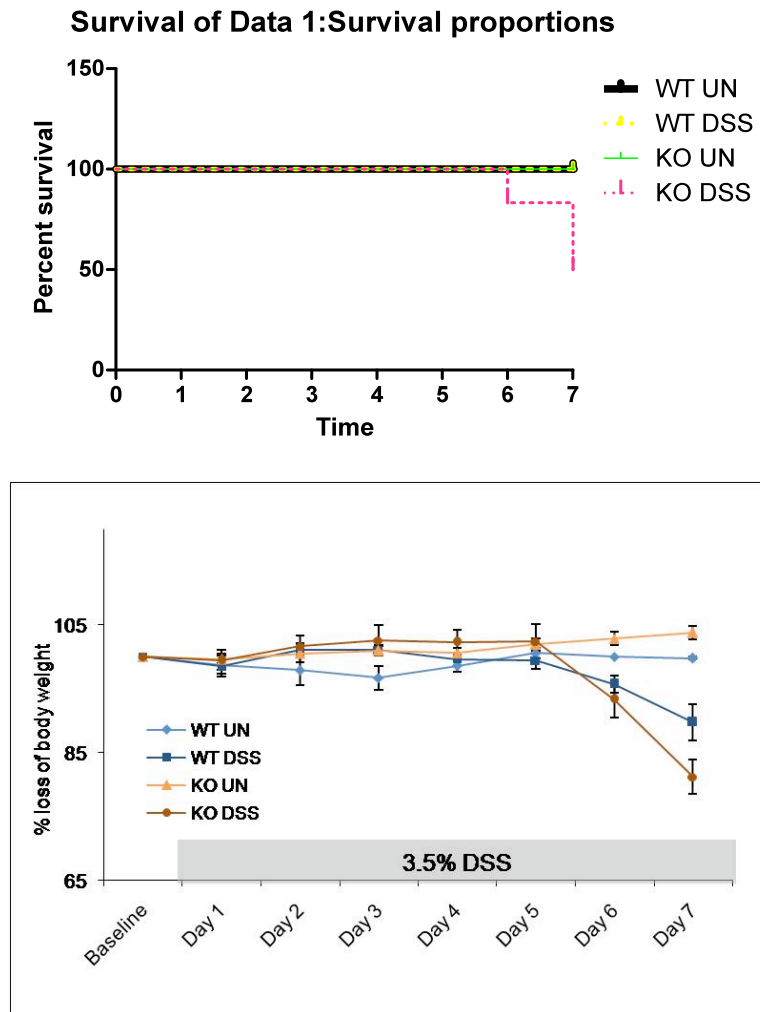 Survival of Data 1:Survival proportions
150
100
50
0
Percent survival
0 1 2 3 4 5 6 7
Time
WT UN
WT DSS
KO UN
KO DSS
105
85
65
% loss of body weight
WT UN
WT DSS
KO UN
KO DSS
3.5% DSS
Baseline Day 1 Day 2 Day 3 Day 4 Day 5 Day 6 Day 7